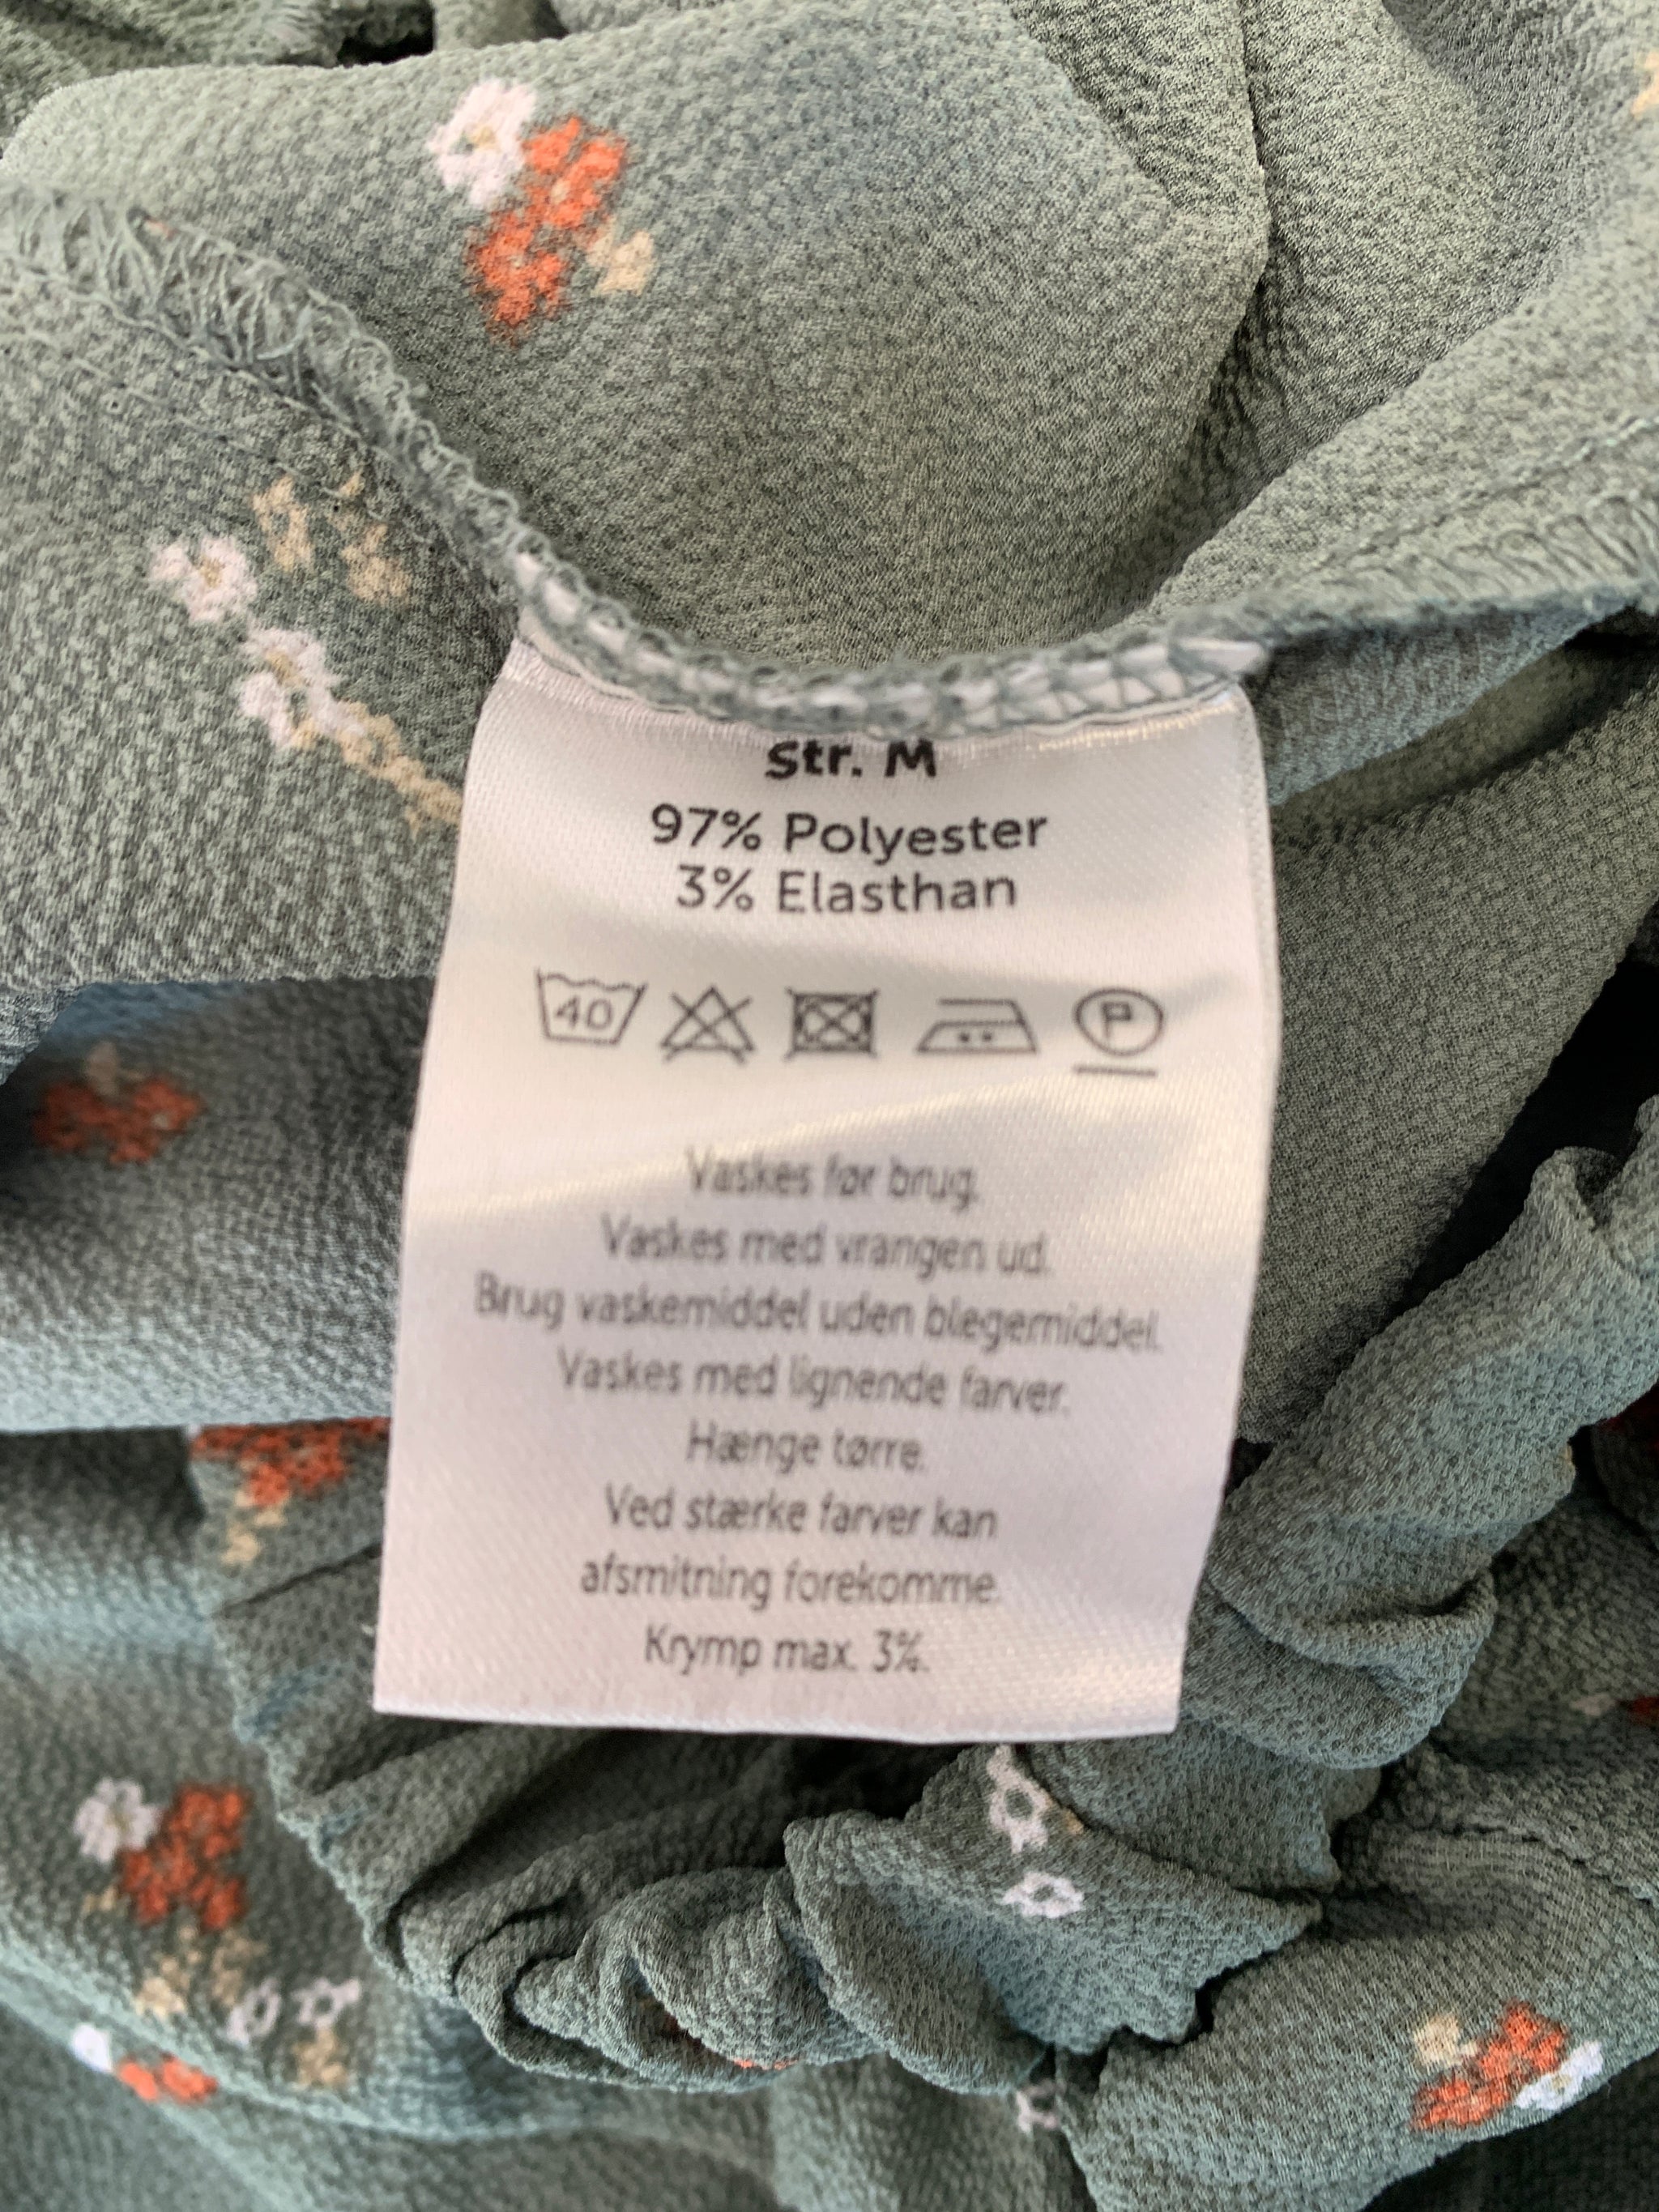 Str. M
97% Polyester
3% Elasthan
40 P
Vaskes før brug.
Vaskes med vrangen ud.
Brug vaskemiddel uden blegemiddel.
Vaskes med lignende farver.
Hænge tørre.
Ved stærke farver kan
afsmitning forekomme.
Krymp max. 3%.